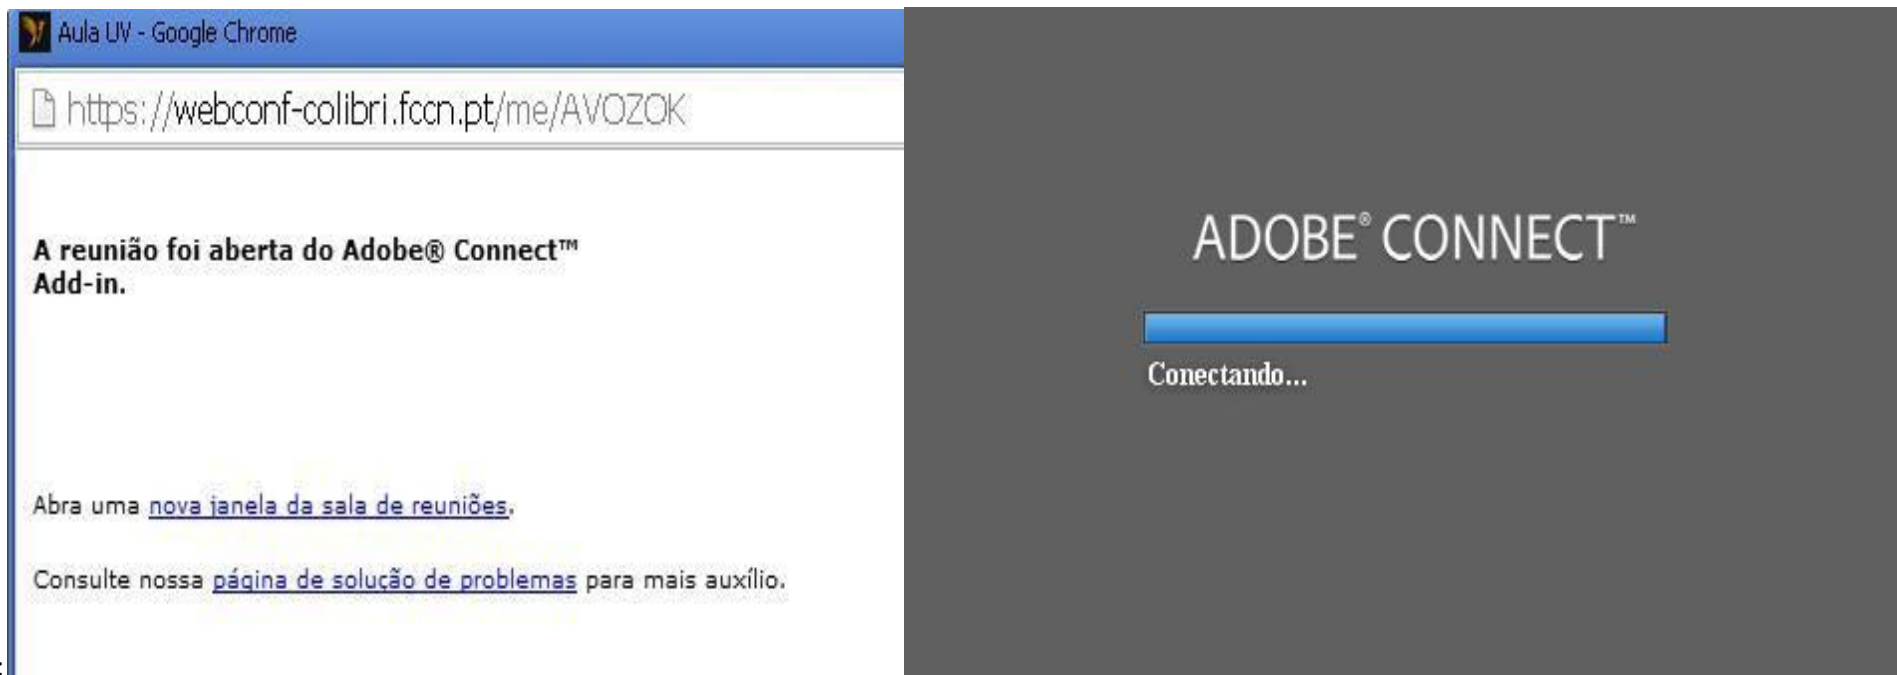 Aula UV - Google Chrome
https://webconf-colibri.fccn.pt/me/AVOZOK
A reunião foi aberta do Adobe® Connect™
Add-in.
Abra uma nova janela da sala de reuniões.
Consulte nossa página de solução de problemas para mais auxílio.
ADOBE® CONNECT™
Conectando...